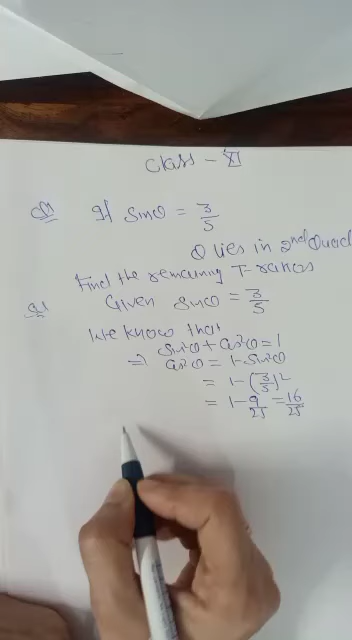 Class - XI
Q1 If sinθ = 3/5
θ lies in 2nd Quad
Find the remaining T-ratios
Given sinθ = 3/5
We know that
sin²θ + cos²θ = 1
⇒ cos²θ = 1 - sin²θ
= 1 - (3/5)²
= 1 - 9/25 = 16/25